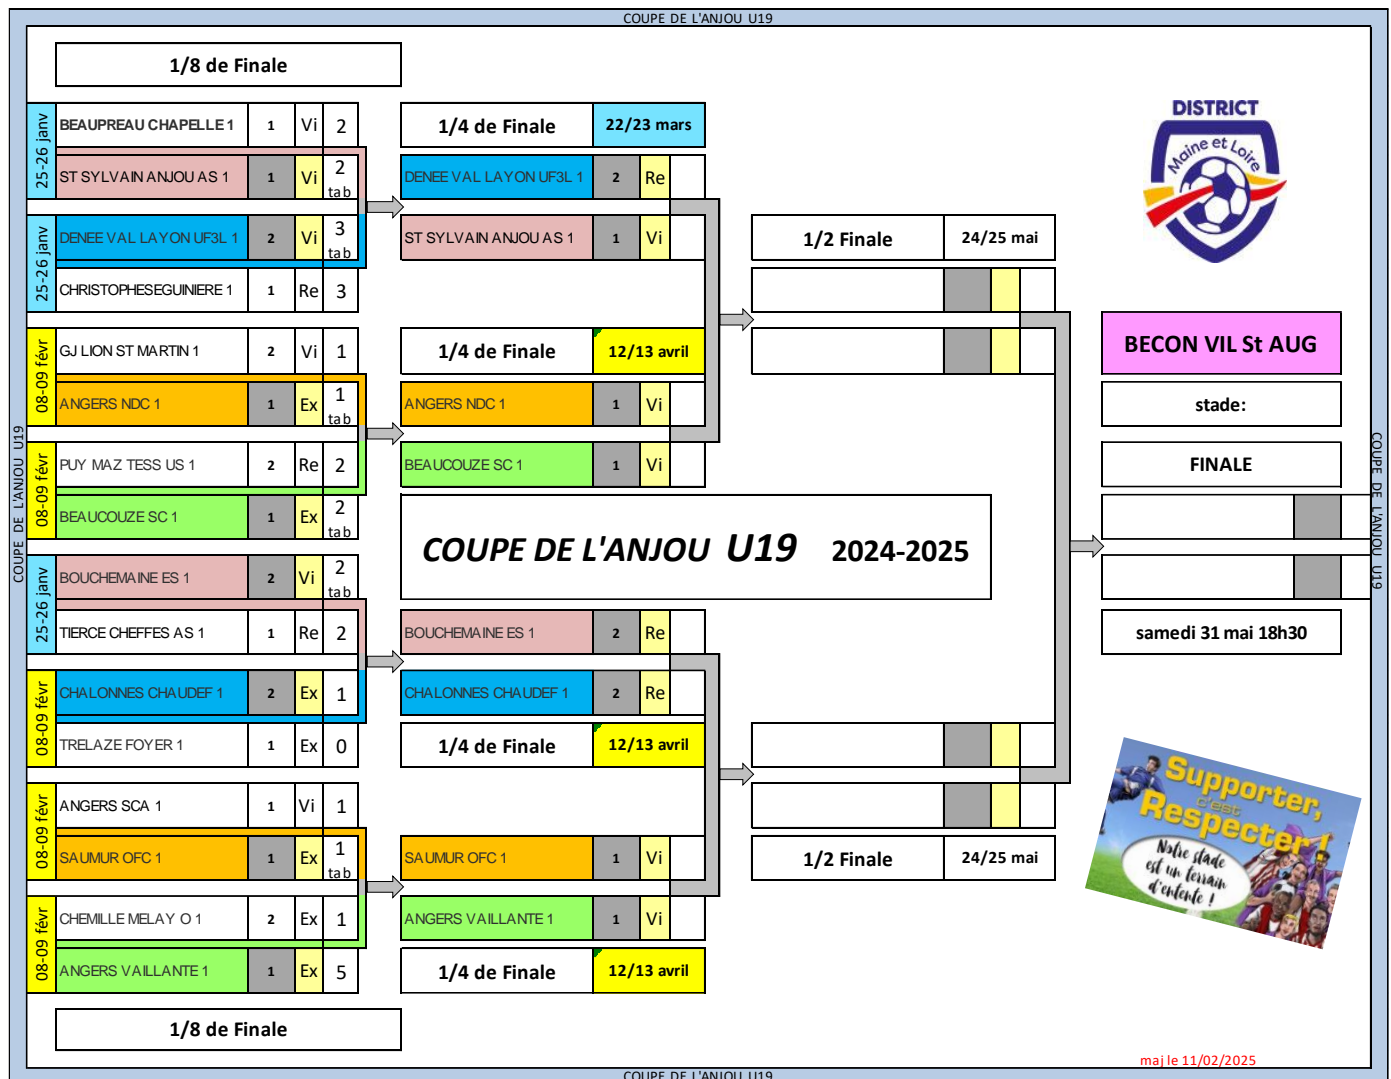 COUPE DE L'ANJOU U19
1/8 de Finale
25-26 janv
BEAUPREAU CHAPELLE 1 1 Vi 2
ST SYLVAIN ANJOU AS 1 1 Vi 2 tab
25-26 janv
DENEE VAL LAYON UF3L 1 2 Vi 3 tab
CHRISTOPHESEGUINIERE 1 1 Re 3
08-09 févr
GJ LION ST MARTIN 1 2 Vi 1
ANGERS NDC 1 1 Ex 1 tab
08-09 févr
PUY MAZ TESS US 1 2 Re 2
BEAUCOUZE SC 1 1 Ex 2 tab
25-26 janv
BOUCHEMAINE ES 1 2 Vi 2 tab
TIERCE CHEFFES AS 1 1 Re 2
08-09 févr
CHALONNES CHAUDEF 1 2 Ex 1
TRELAZE FOYER 1 1 Ex 0
08-09 févr
ANGERS SCA 1 1 Vi 1
SAUMUR OFC 1 1 Ex 1 tab
08-09 févr
CHEMILLE MELAY O 1 2 Ex 1
ANGERS VAILLANTE 1 1 Ex 5
1/8 de Finale
1/4 de Finale 22/23 mars
DENEE VAL LAYON UF3L 1 2 Re
ST SYLVAIN ANJOU AS 1 1 Vi
1/4 de Finale 12/13 avril
ANGERS NDC 1 1 Vi
BEAUCOUZE SC 1 1 Vi
COUPE DE L'ANJOU U19 2024-2025
BOUCHEMAINE ES 1 2 Re
CHALONNES CHAUDEF 1 2 Re
1/4 de Finale 12/13 avril
SAUMUR OFC 1 1 Vi
ANGERS VAILLANTE 1 1 Vi
1/4 de Finale 12/13 avril
1/2 Finale 24/25 mai
1/2 Finale 24/25 mai
DISTRICT
Maine et Loire
BECON VIL St AUG
stade:
FINALE
samedi 31 mai 18h30
Supporter,
c'est
Respecter !
Notre stade
est un terrain
d'entente !
maj le 11/02/2025
COUPE DE L'ANJOU U19
COUPE DE L'ANJOU U19
COUPE DE L'ANJOU U19